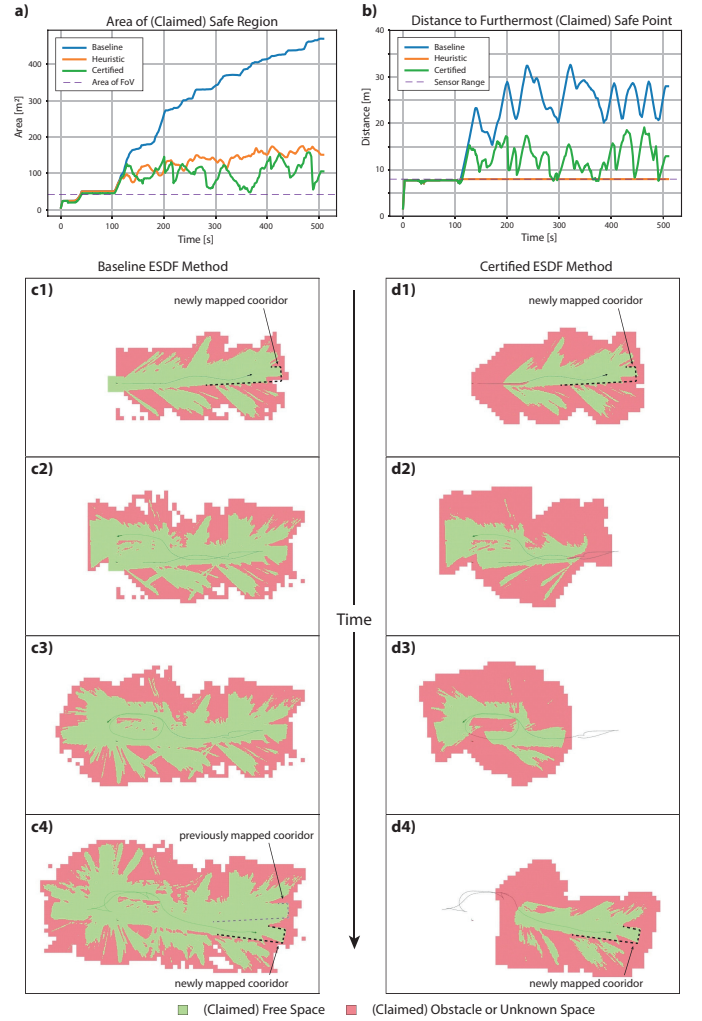 a)
Area of (Claimed) Safe Region
Baseline
Heuristic
Certified
Area of FoV
Area [m²]
400
300
200
100
0
0 100 200 300 400 500
Time [s]
b)
Distance to Furthermost (Claimed) Safe Point
Baseline
Heuristic
Certified
Sensor Range
Distance [m]
40
30
20
10
0
0 100 200 300 400 500
Time [s]
Baseline ESDF Method
Certified ESDF Method
c1)
newly mapped cooridor
d1)
newly mapped cooridor
c2)
d2)
Time
c3)
d3)
c4)
previously mapped cooridor
newly mapped cooridor
d4)
newly mapped cooridor
(Claimed) Free Space
(Claimed) Obstacle or Unknown Space